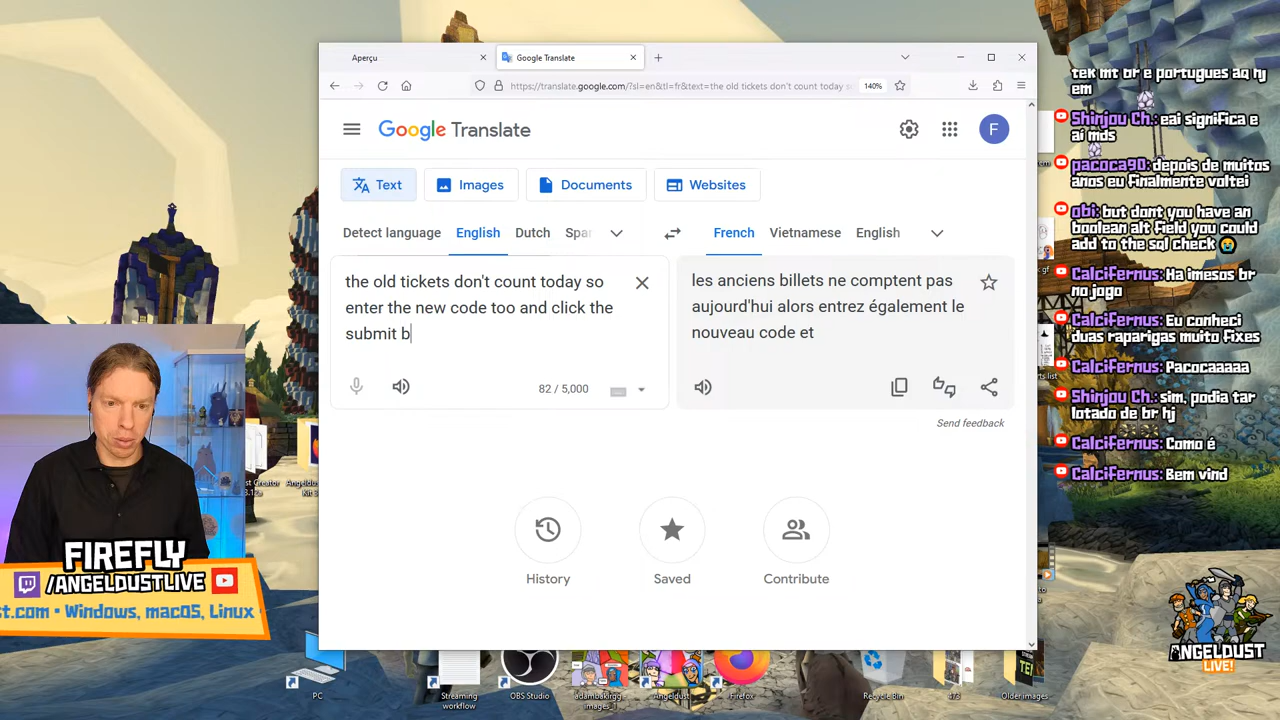 Aperçu
Google Translate
https://translate.google.com/?sl=en&tl=fr&text=the old tickets don't count today s
140%
Google Translate
F
Text
Images
Documents
Websites
Detect language
English
Dutch
Spa
French
Vietnamese
English
the old tickets don't count today so
enter the new code too and click the
submit b
82 / 5,000
les anciens billets ne comptent pas
aujourd'hui alors entrez également le
nouveau code et
Send feedback
History
Saved
Contribute
tek mt br e portugues aq hj
em
Shinjou Ch.: eai significa e
ai mds
pacoca90: depois de muitos
anos eu finalmente voltei
obi: but dont you have an
boolean alt field you could
add to the sql check
Calcifernus: Ha imesos br
no jogo
Calcifernus: Eu conheci
duas raparigas muito fixes
Calcifernus: Pacocaaaaa
Shinjou Ch.: sim, podia tar
lotado de br hj
Calcifernus: Como é
Calcifernus: Bem vind
FIREFLY
/ANGELDUSTLIVE
st.com • Windows, macOS, Linux
ANGELDUST
LIVE!
PC
Streaming
workflow
OBS Studio
adambakirgg_
images_1
Angeldust
Firefox
Recycle Bin
473
Older images